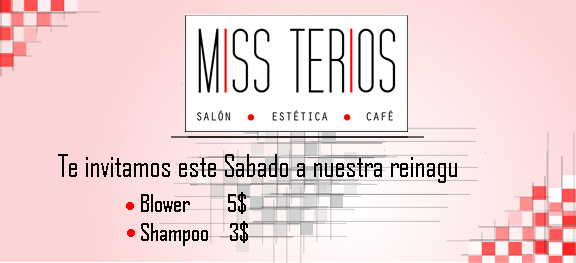 MISS TERIOS
SALÓN • ESTÉTICA • CAFÉ
Te invitamos este Sabado a nuestra reinagu
• Blower 5$
• Shampoo 3$